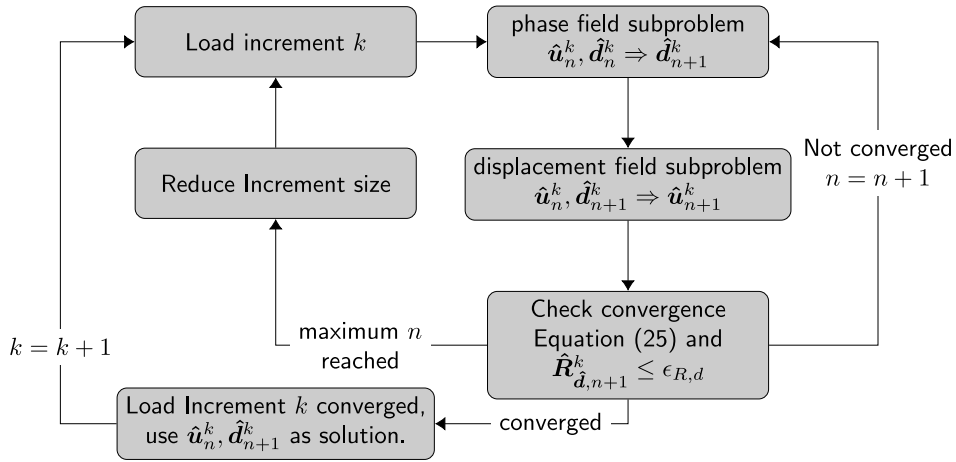 Load increment k
phase field subproblem
û_n^k, d̂_n^k ⇒ d̂_{n+1}^k
Not converged
n = n + 1
Reduce Increment size
displacement field subproblem
û_n^k, d̂_{n+1}^k ⇒ û_{n+1}^k
Check convergence
Equation (25) and
R̂_{d̂,n+1}^k ≤ ϵ_{R,d}
maximum n
reached
k = k + 1
Load Increment k converged,
use û_n^k, d̂_{n+1}^k as solution.
converged